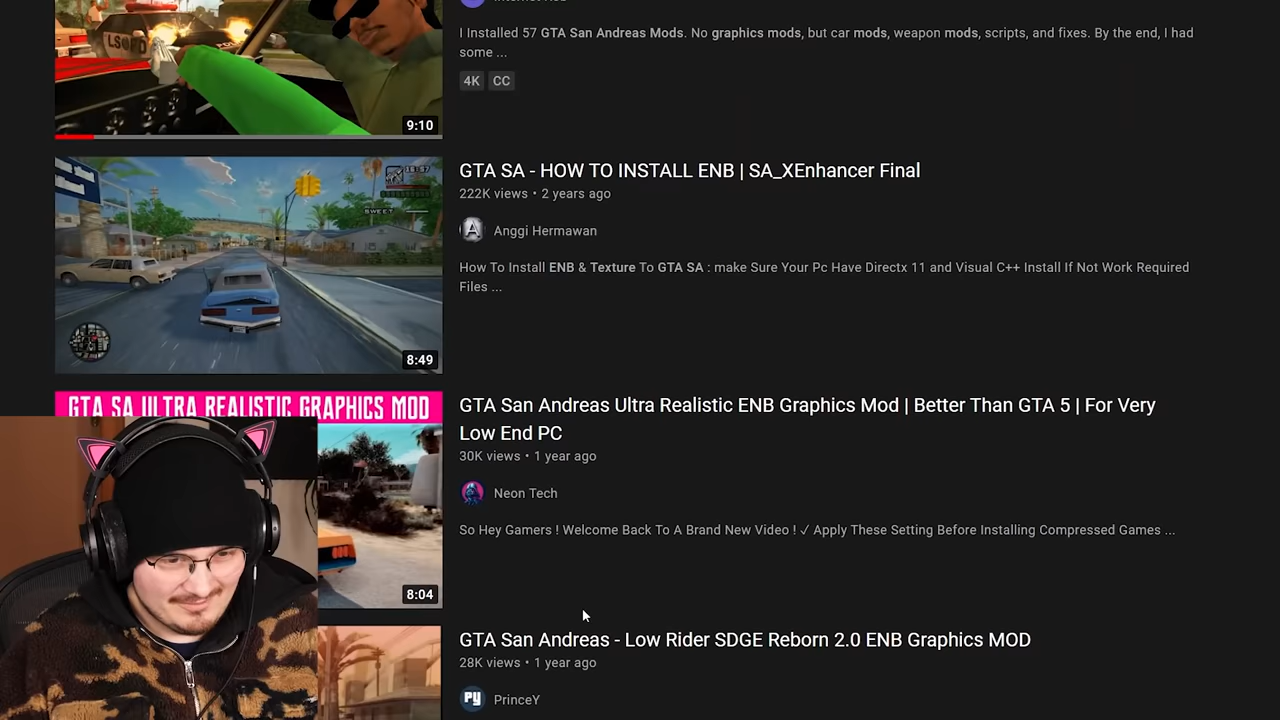 I Installed 57 GTA San Andreas Mods. No graphics mods, but car mods, weapon mods, scripts, and fixes. By the end, I had
some ...
4K CC
9:10
GTA SA - HOW TO INSTALL ENB | SA_XEnhancer Final
222K views • 2 years ago
SWEET
Anggi Hermawan
How To Install ENB & Texture To GTA SA : make Sure Your Pc Have Directx 11 and Visual C++ Install If Not Work Required
Files ...
8:49
GTA SA ULTRA REALISTIC GRAPHICS MOD
GTA San Andreas Ultra Realistic ENB Graphics Mod | Better Than GTA 5 | For Very
Low End PC
30K views • 1 year ago
Neon Tech
So Hey Gamers ! Welcome Back To A Brand New Video ! ✓ Apply These Setting Before Installing Compressed Games ...
8:04
GTA San Andreas - Low Rider SDGE Reborn 2.0 ENB Graphics MOD
28K views • 1 year ago
PY PrinceY